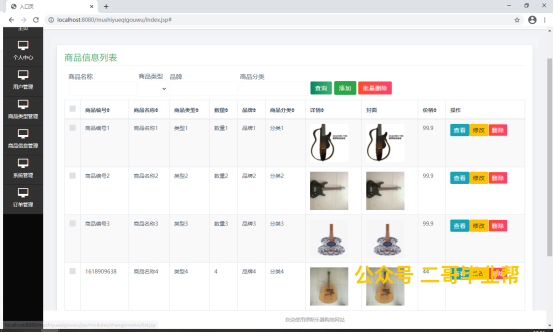 入口页
localhost:8080/mushiyueqigouwu/index.jsp#
主页
个人中心
用户管理
商品类型管理
商品信息管理
系统管理
订单管理
商品信息列表
商品名称 商品类型 品牌 商品分类
查询 添加 批量删除
商品编号 商品名称 商品类型 数量 品牌 商品分类 详情 封面 价格 操作
商品编号1 商品名称1 类型1 数量1 品牌1 分类1 99.9 查看 修改 删除
商品编号2 商品名称2 类型2 数量2 品牌2 分类2 99.9 查看 修改 删除
商品编号3 商品名称3 类型3 数量3 品牌3 分类3 99.9 查看 修改 删除
1618909638 商品名称4 类型4 4 品牌4 分类4 44
公众号 二哥毕业帮